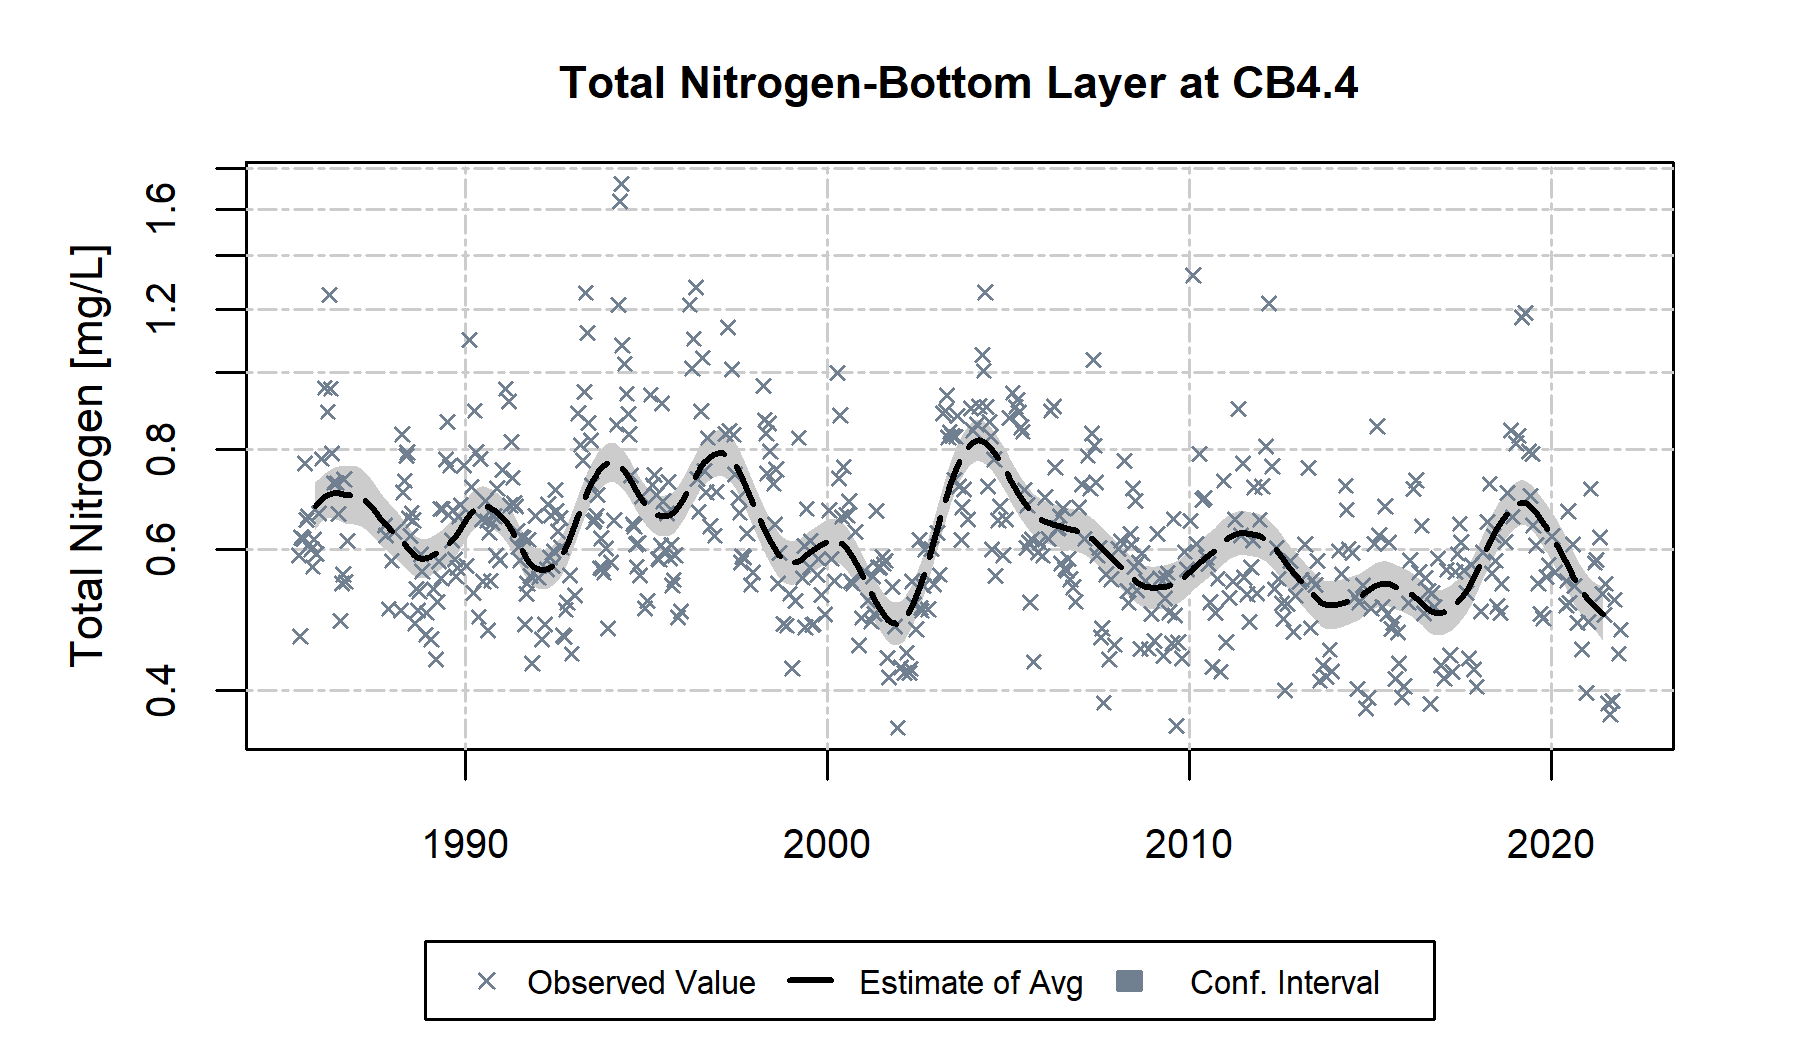 Total Nitrogen-Bottom Layer at CB4.4
Total Nitrogen [mg/L]
1.6
1.2
0.8
0.6
0.4
1990 2000 2010 2020
Observed Value Estimate of Avg Conf. Interval